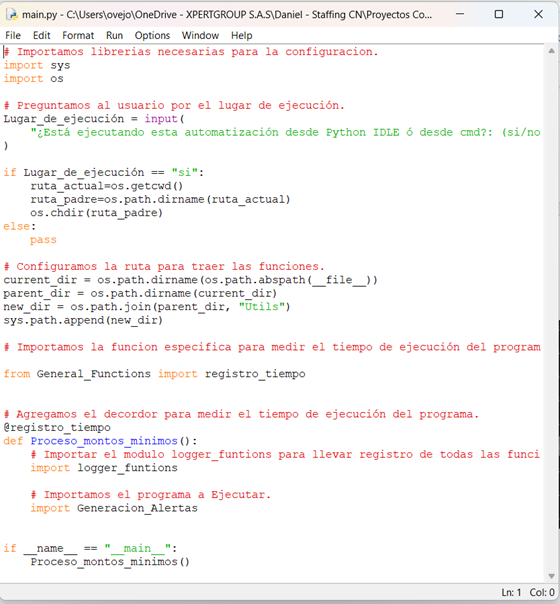 main.py - C:\Users\ovejo\OneDrive - XPERTGROUP S.A.S\Daniel - Staffing CN\Proyectos Co...
File Edit Format Run Options Window Help
# Importamos librerias necesarias para la configuracion.
import sys
import os
# Preguntamos al usuario por el lugar de ejecución.
Lugar_de_ejecución = input(
    "¿Está ejecutando esta automatización desde Python IDLE ó desde cmd?: (si/no
)
if Lugar_de_ejecución == "si":
    ruta_actual=os.getcwd()
    ruta_padre=os.path.dirname(ruta_actual)
    os.chdir(ruta_padre)
else:
    pass
# Configuramos la ruta para traer las funciones.
current_dir = os.path.dirname(os.path.abspath(__file__))
parent_dir = os.path.dirname(current_dir)
new_dir = os.path.join(parent_dir, "Utils")
sys.path.append(new_dir)
# Importamos la funcion especifica para medir el tiempo de ejecución del program
from General_Functions import registro_tiempo
# Agregamos el decordor para medir el tiempo de ejecución del programa.
@registro_tiempo
def Proceso_montos_minimos():
    # Importar el modulo logger_funtions para llevar registro de todas las funci
    import logger_funtions
    # Importamos el programa a Ejecutar.
    import Generacion_Alertas
if __name__ == "__main__":
    Proceso_montos_minimos()
Ln: 1 Col: 0